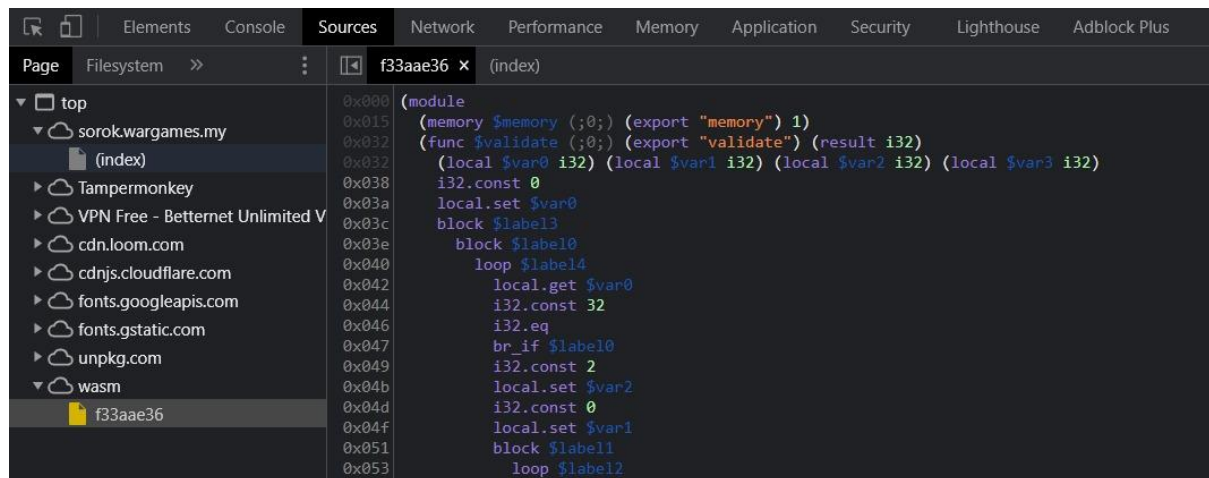 Elements Console Sources Network Performance Memory Application Security Lighthouse Adblock Plus
Page Filesystem » f33aae36 × (index)
top
sorok.wargames.my
(index)
Tampermonkey
VPN Free - Betternet Unlimited V
cdn.loom.com
cdnjs.cloudflare.com
fonts.googleapis.com
fonts.gstatic.com
unpkg.com
wasm
f33aae36
0x000 (module
0x015 (memory $memory (;0;) (export "memory") 1)
0x032 (func $validate (;0;) (export "validate") (result i32)
0x032 (local $var0 i32) (local $var1 i32) (local $var2 i32) (local $var3 i32)
0x038 i32.const 0
0x03a local.set $var0
0x03c block $label3
0x03e block $label0
0x040 loop $label4
0x042 local.get $var0
0x044 i32.const 32
0x046 i32.eq
0x047 br_if $label0
0x049 i32.const 2
0x04b local.set $var2
0x04d i32.const 0
0x04f local.set $var1
0x051 block $label1
0x053 loop $label2